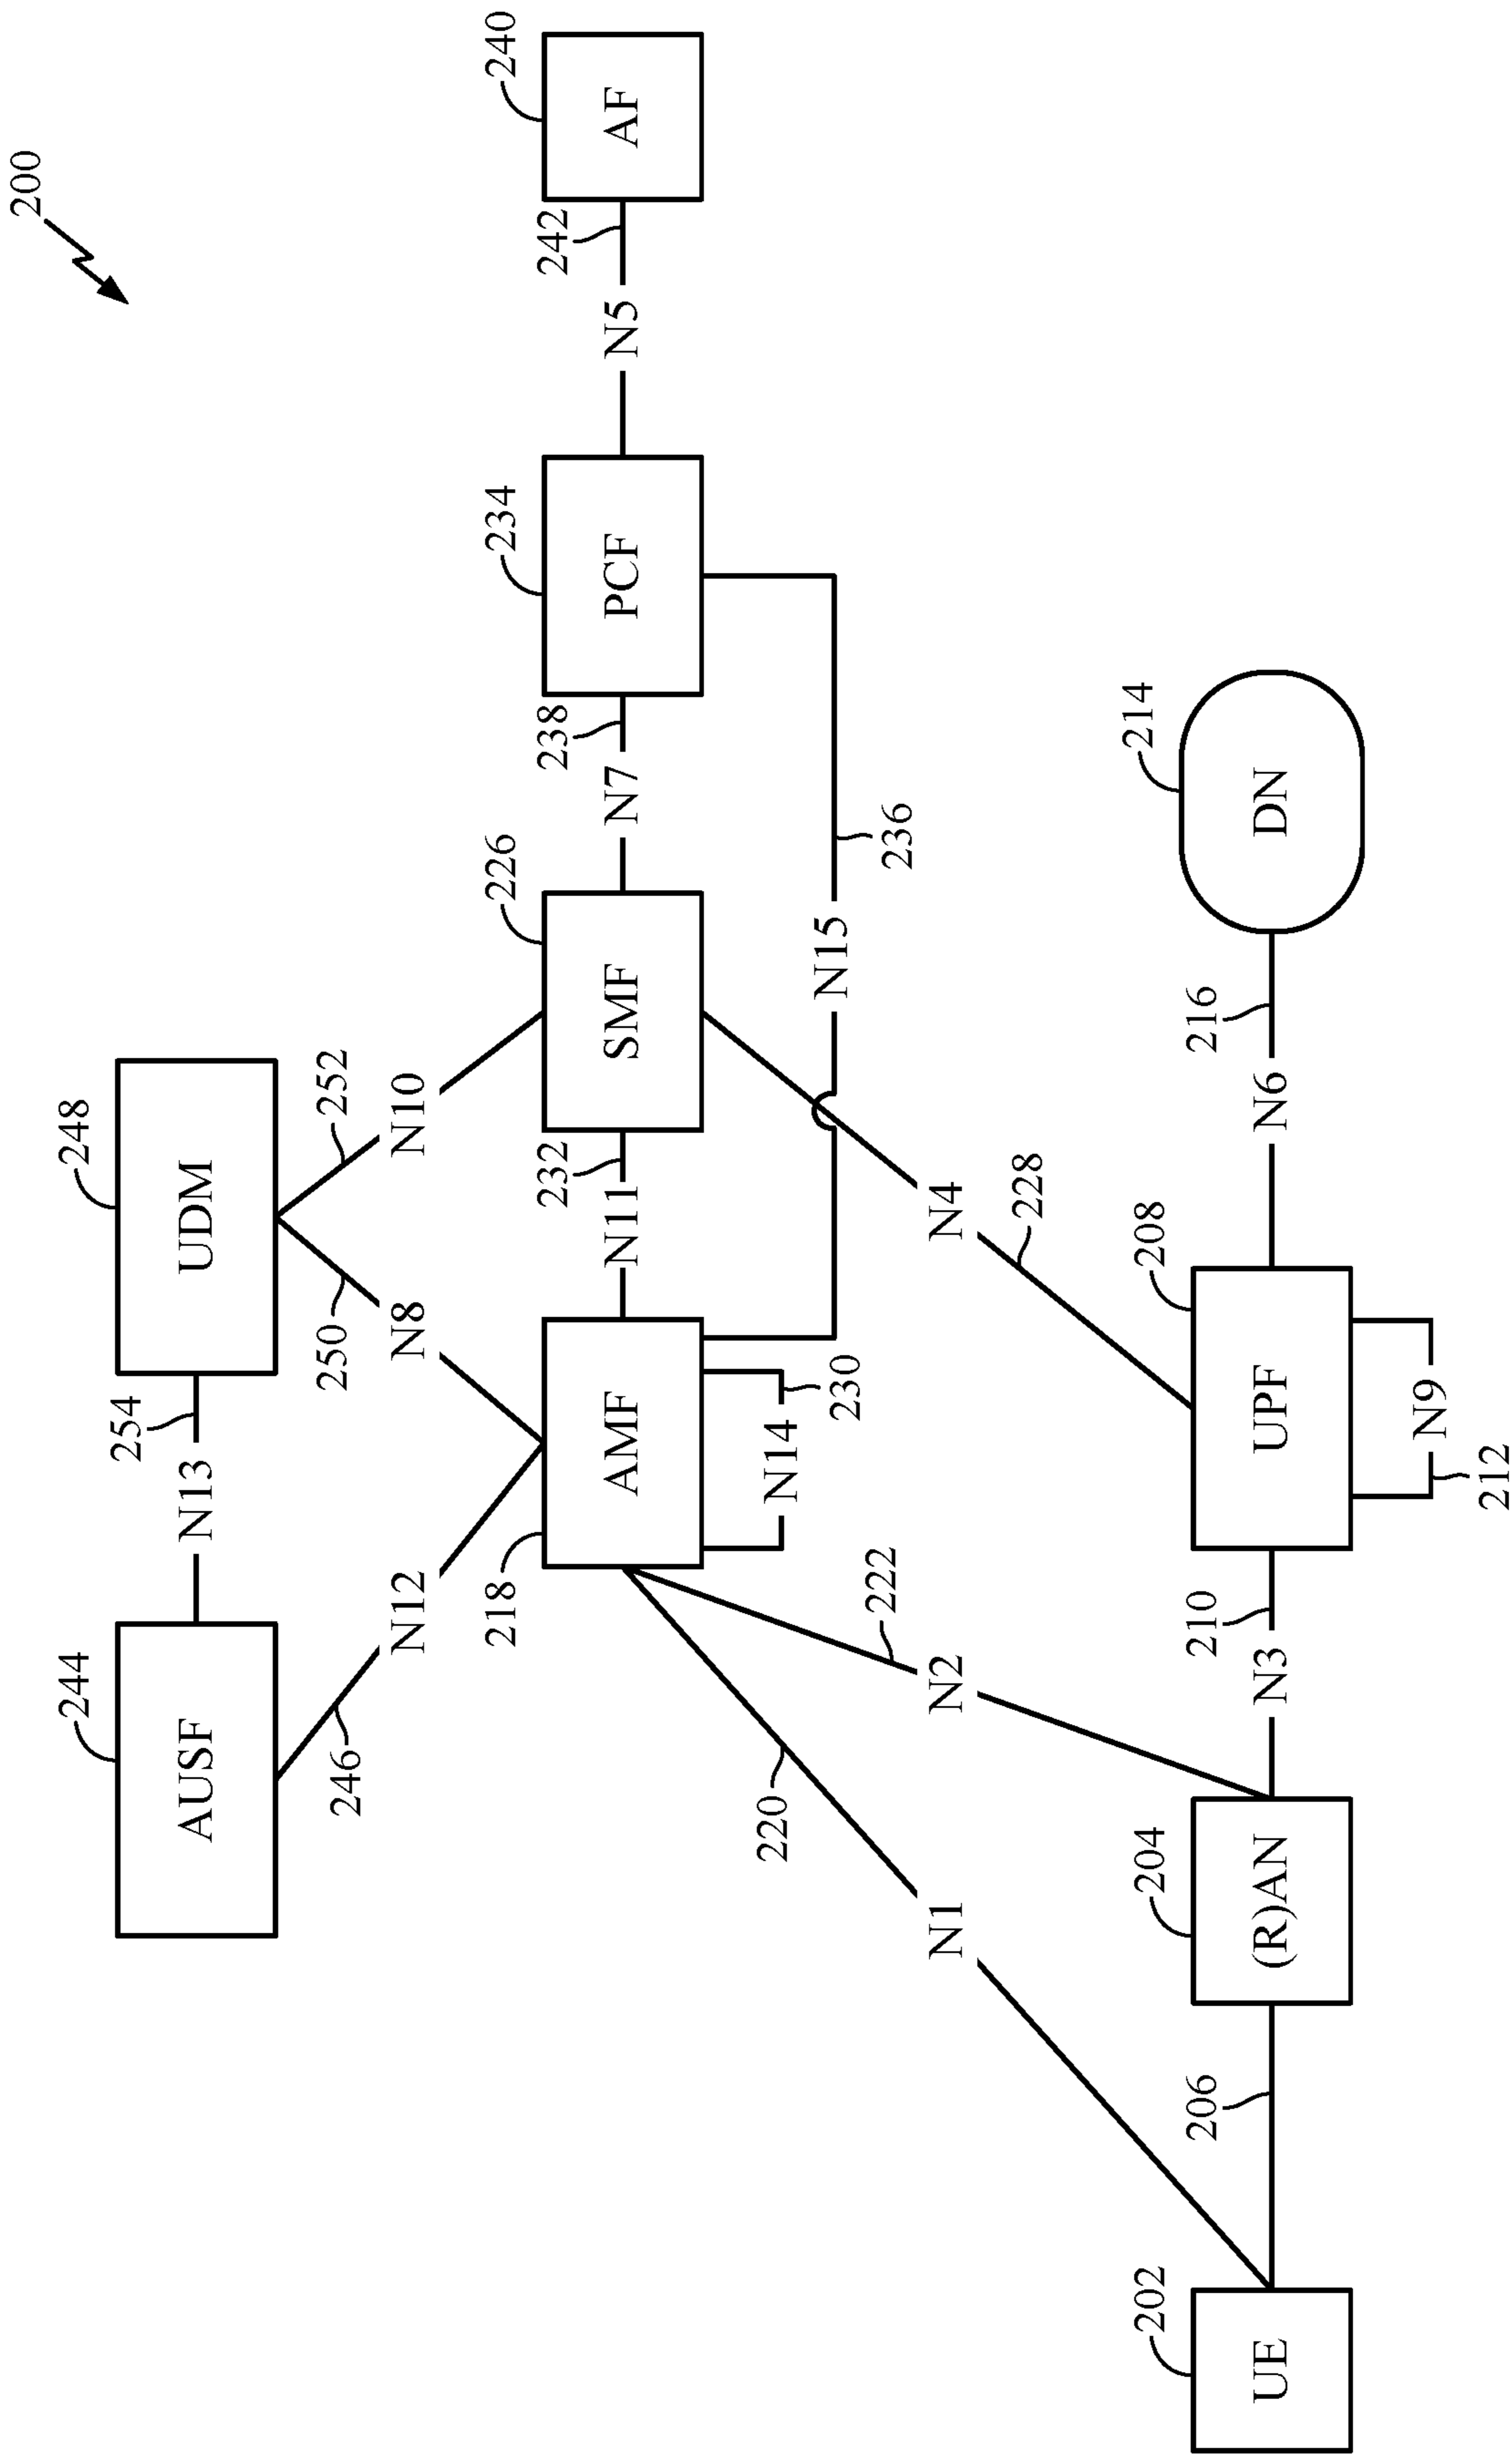 200
244
AUSF
254
N13
248
UDM
246
N12
250
N8
252
N10
218
AMF
232
N11
226
SMF
238
N7
234
PCF
242
N5
240
AF
230
N14
236
N15
220
N1
222
N2
228
N4
202
UE
206
204
(R)AN
210
N3
208
UPF
216
N6
214
DN
212
N9